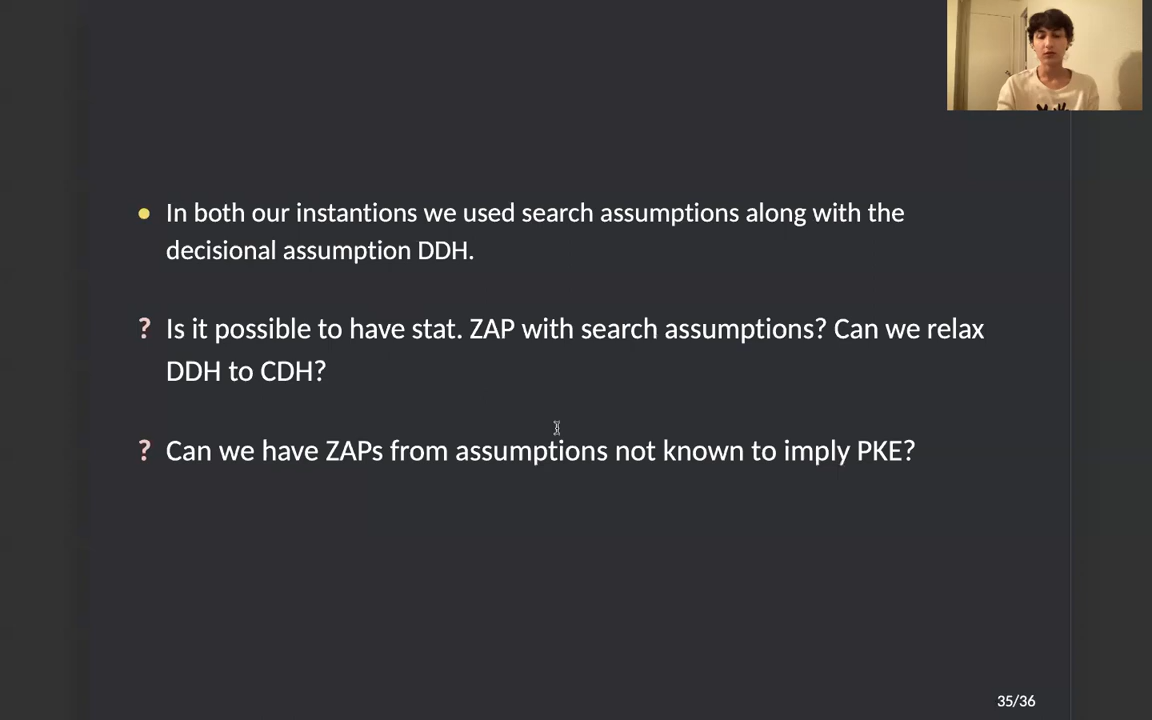 In both our instantions we used search assumptions along with the
decisional assumption DDH.
? Is it possible to have stat. ZAP with search assumptions? Can we relax
DDH to CDH?
? Can we have ZAPs from assumptions not known to imply PKE?
35/36